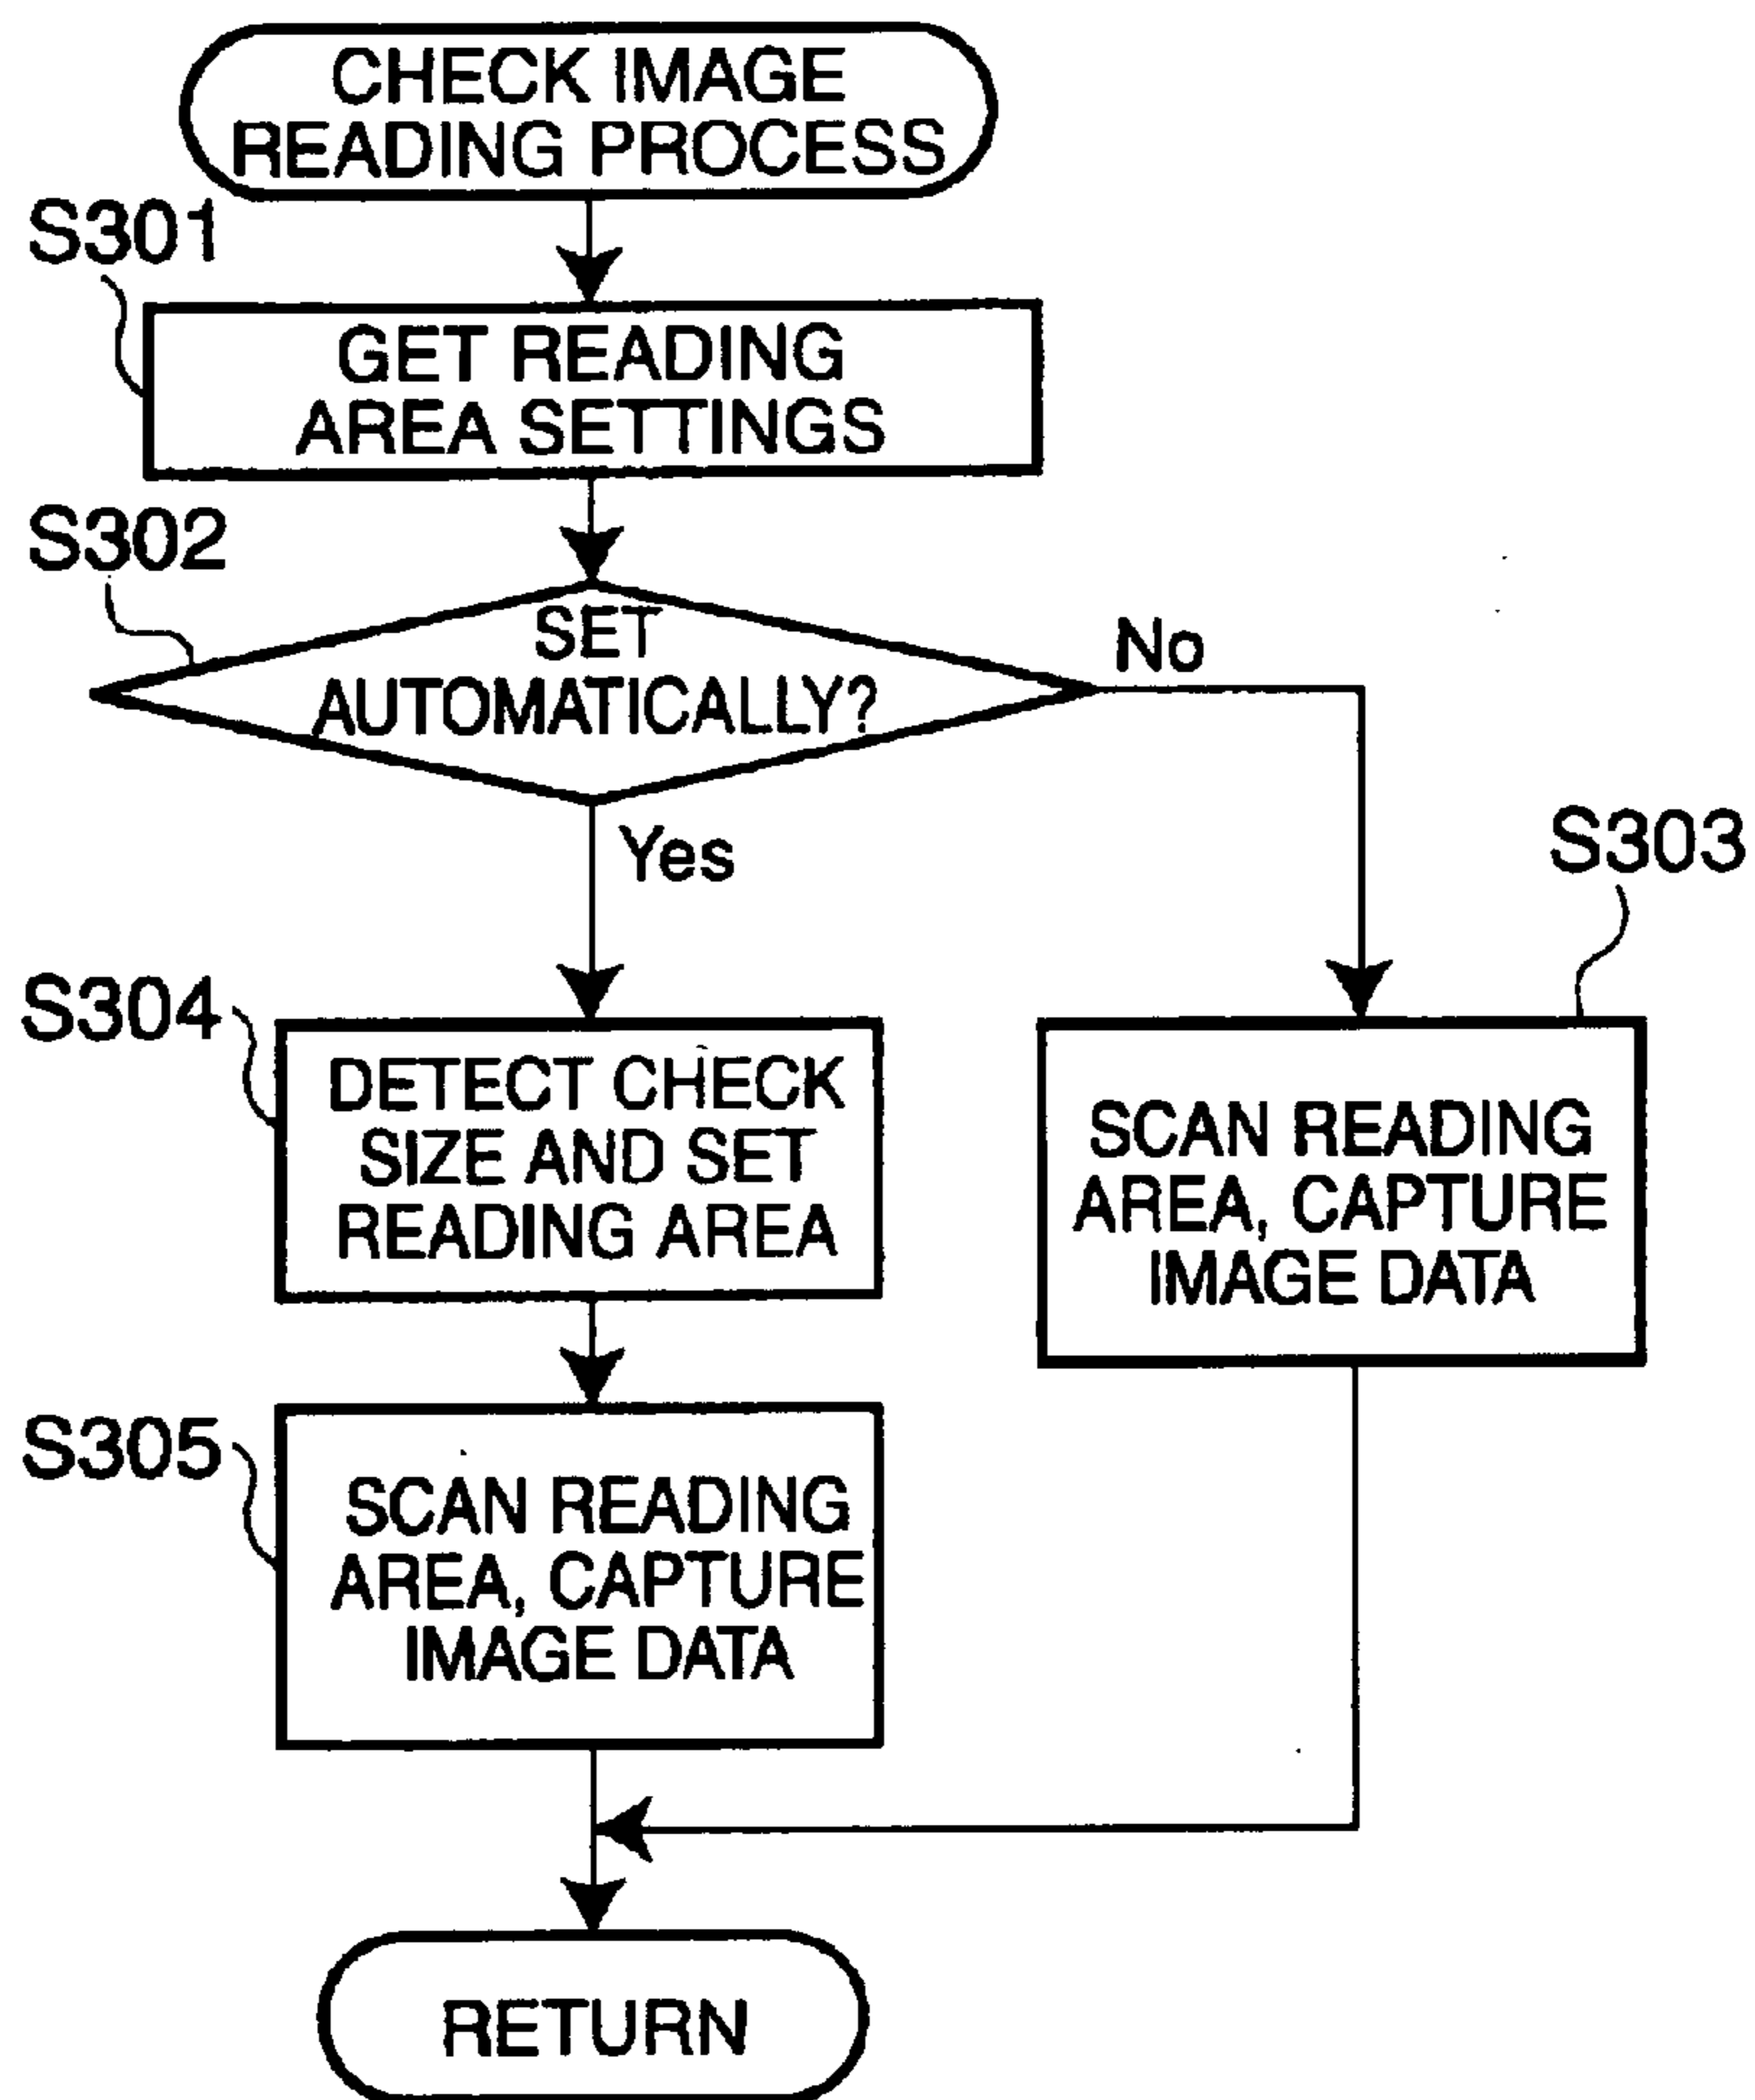 CHECK IMAGE
READING PROCESS
S301
GET READING
AREA SETTINGS
S302
SET
AUTOMATICALLY?
No
Yes
S303
S304
DETECT CHECK
SIZE AND SET
READING AREA
SCAN READING
AREA, CAPTURE
IMAGE DATA
S305
SCAN READING
AREA, CAPTURE
IMAGE DATA
RETURN